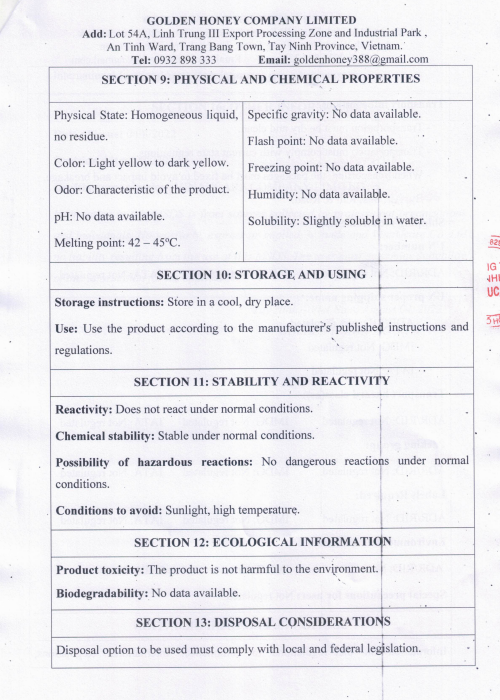 GOLDEN HONEY COMPANY LIMITED
Add: Lot 54A, Linh Trung III Export Processing Zone and Industrial Park ,
An Tinh Ward, Trang Bang Town, Tay Ninh Province, Vietnam.
Tel: 0932 898 333 Email: goldenhoney388@gmail.com
SECTION 9: PHYSICAL AND CHEMICAL PROPERTIES
Physical State: Homogeneous liquid,
no residue.
Color: Light yellow to dark yellow.
Odor: Characteristic of the product.
pH: No data available.
Melting point: 42 – 45°C.
Specific gravity: No data available.
Flash point: No data available.
Freezing point: No data available.
Humidity: No data available.
Solubility: Slightly soluble in water.
SECTION 10: STORAGE AND USING
Storage instructions: Store in a cool, dry place.
Use: Use the product according to the manufacturer's published instructions and
regulations.
SECTION 11: STABILITY AND REACTIVITY
Reactivity: Does not react under normal conditions.
Chemical stability: Stable under normal conditions.
Possibility of hazardous reactions: No dangerous reactions under normal
conditions.
Conditions to avoid: Sunlight, high temperature.
SECTION 12: ECOLOGICAL INFORMATION
Product toxicity: The product is not harmful to the environment.
Biodegradability: No data available.
SECTION 13: DISPOSAL CONSIDERATIONS
Disposal option to be used must comply with local and federal legislation.